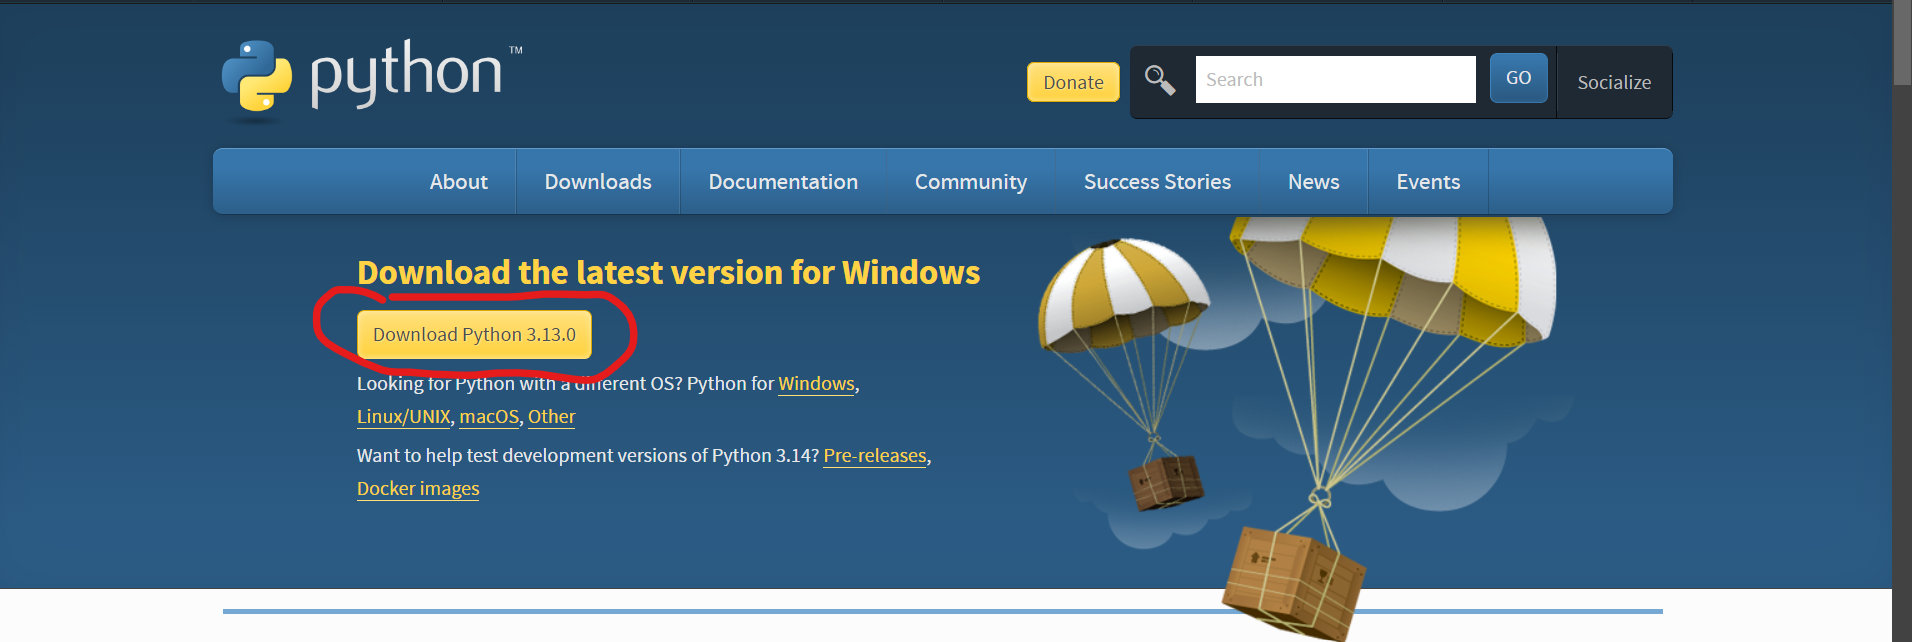 python™
Donate
Search
GO
Socialize
About
Downloads
Documentation
Community
Success Stories
News
Events
Download the latest version for Windows
Download Python 3.13.0
Looking for Python with a different OS? Python for Windows,
Linux/UNIX, macOS, Other
Want to help test development versions of Python 3.14? Pre-releases,
Docker images